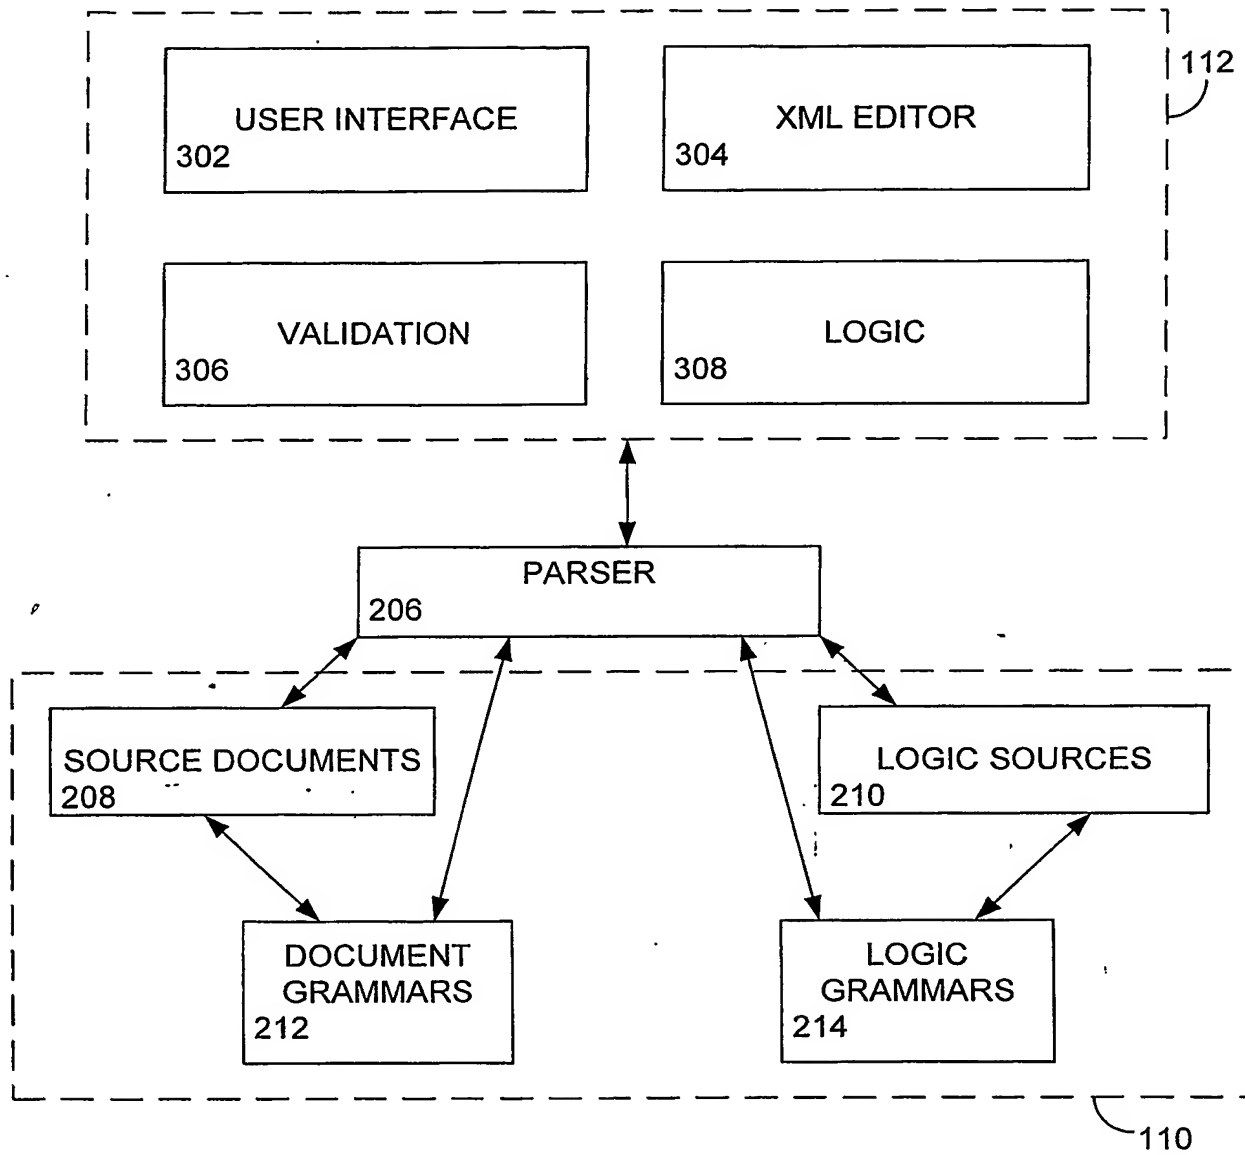 112
USER INTERFACE
302
XML EDITOR
304
VALIDATION
306
LOGIC
308
PARSER
206
SOURCE DOCUMENTS
208
LOGIC SOURCES
210
DOCUMENT
GRAMMARS
212
LOGIC
GRAMMARS
214
110